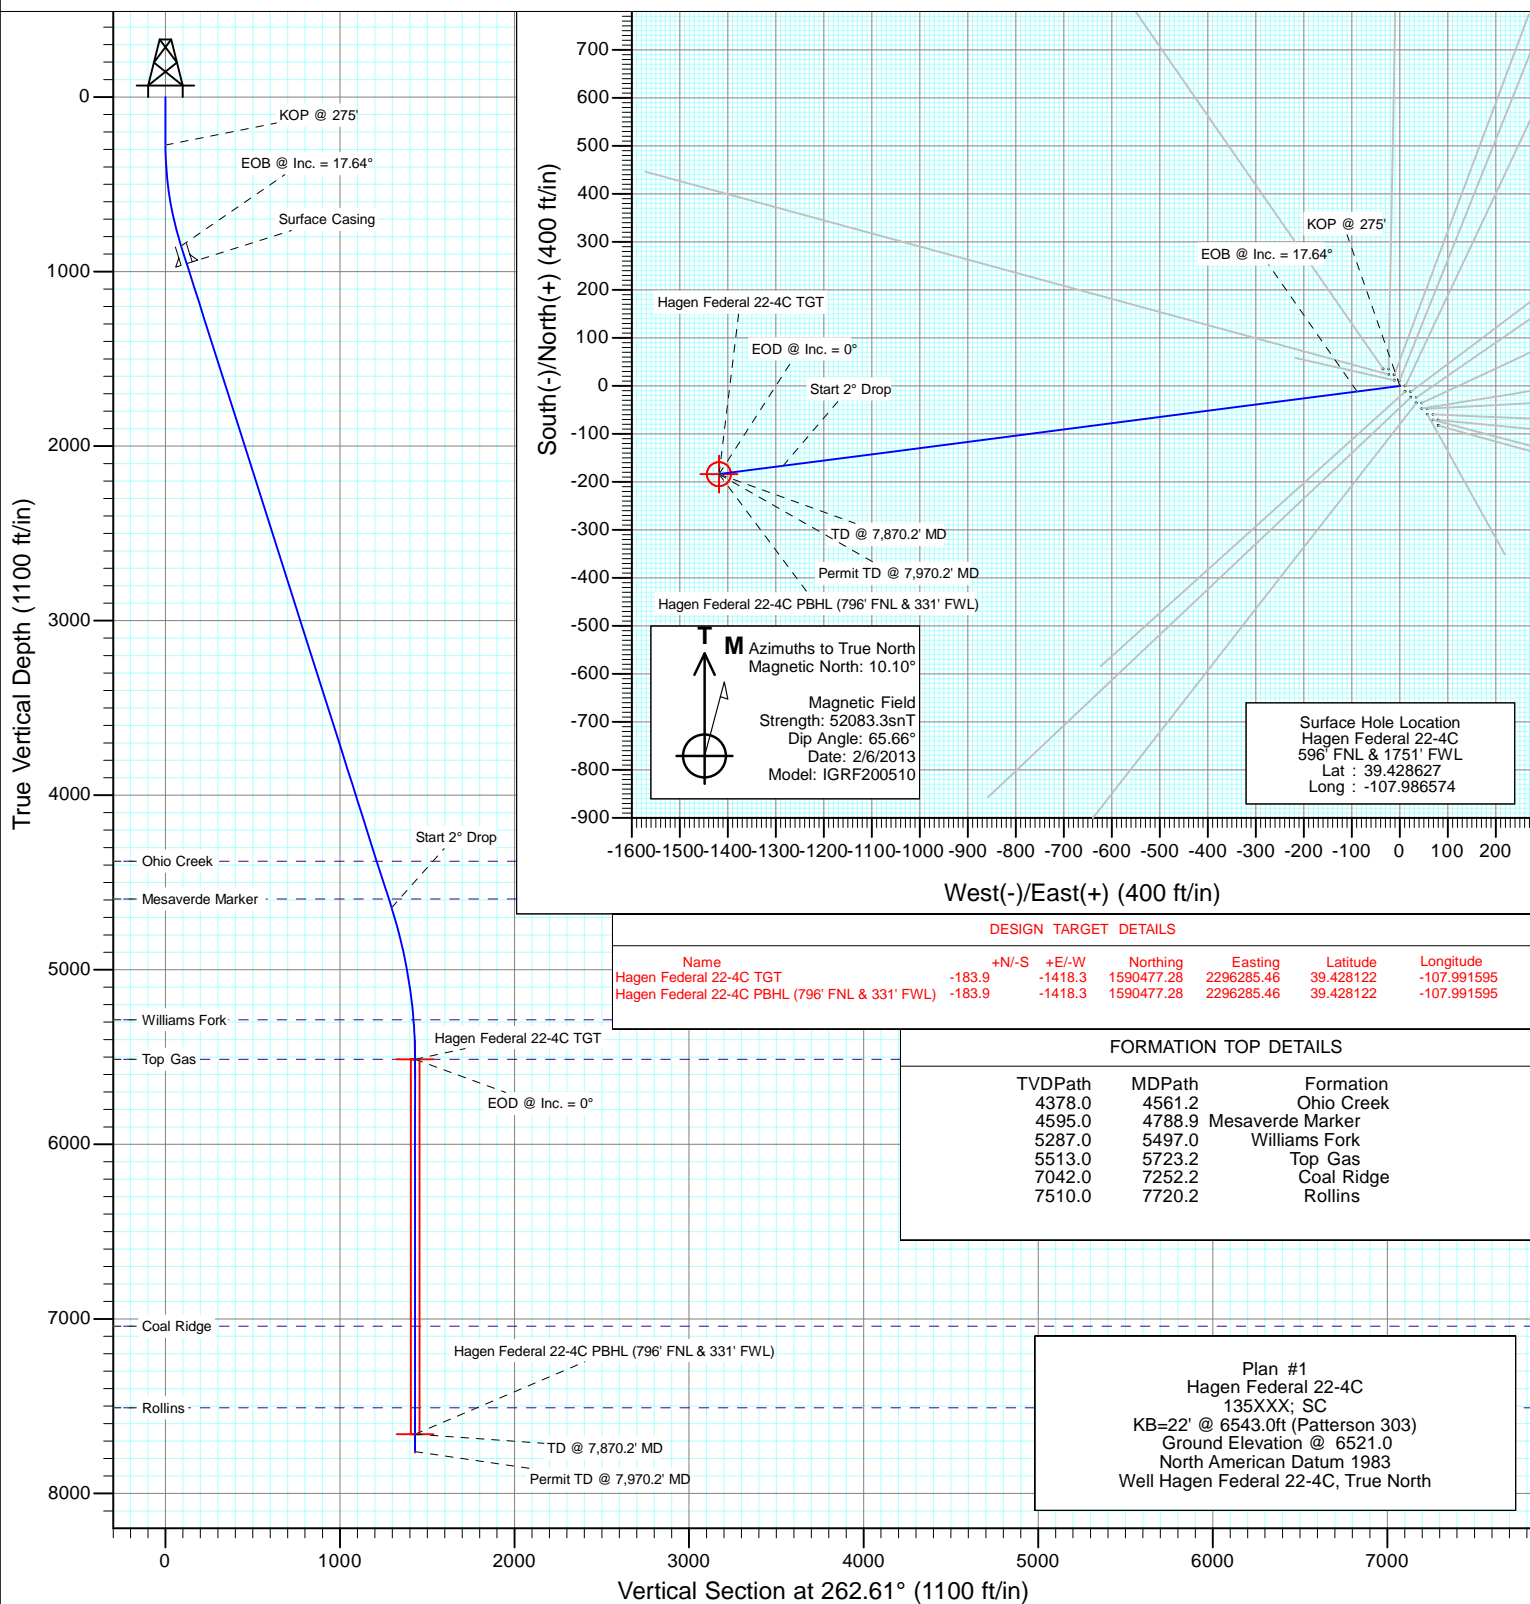 0
1000
2000
3000
4000
5000
6000
7000
8000
True Vertical Depth (1100 ft/in)
KOP @ 275'
EOB @ Inc. = 17.64°
Surface Casing
Start 2° Drop
Ohio Creek
Mesaverde Marker
Williams Fork
Top Gas
Hagen Federal 22-4C TGT
EOD @ Inc. = 0°
Coal Ridge
Hagen Federal 22-4C PBHL (796' FNL & 331' FWL)
Rollins
TD @ 7,870.2' MD
Permit TD @ 7,970.2' MD
0 1000 2000 3000 4000 5000 6000 7000
Vertical Section at 262.61° (1100 ft/in)
700
600
500
400
300
200
100
0
-100
-200
-300
-400
-500
-600
-700
-800
-900
South(-)/North(+) (400 ft/in)
KOP @ 275'
EOB @ Inc. = 17.64°
Hagen Federal 22-4C TGT
EOD @ Inc. = 0°
Start 2° Drop
TD @ 7,870.2' MD
Permit TD @ 7,970.2' MD
Hagen Federal 22-4C PBHL (796' FNL & 331' FWL)
T
M
Azimuths to True North
Magnetic North: 10.10°
Magnetic Field
Strength: 52083.3snT
Dip Angle: 65.66°
Date: 2/6/2013
Model: IGRF200510
Surface Hole Location
Hagen Federal 22-4C
596' FNL & 1751' FWL
Lat : 39.428627
Long : -107.986574
-1600 -1500 -1400 -1300 -1200 -1100 -1000 -900 -800 -700 -600 -500 -400 -300 -200 -100 0 100 200
West(-)/East(+) (400 ft/in)
DESIGN TARGET DETAILS
Name +N/-S +E/-W Northing Easting Latitude Longitude
Hagen Federal 22-4C TGT -183.9 -1418.3 1590477.28 2296285.46 39.428122 -107.991595
Hagen Federal 22-4C PBHL (796' FNL & 331' FWL) -183.9 -1418.3 1590477.28 2296285.46 39.428122 -107.991595
FORMATION TOP DETAILS
TVDPath MDPath Formation
4378.0 4561.2 Ohio Creek
4595.0 4788.9 Mesaverde Marker
5287.0 5497.0 Williams Fork
5513.0 5723.2 Top Gas
7042.0 7252.2 Coal Ridge
7510.0 7720.2 Rollins
Plan #1
Hagen Federal 22-4C
135XXX; SC
KB=22' @ 6543.0ft (Patterson 303)
Ground Elevation @ 6521.0
North American Datum 1983
Well Hagen Federal 22-4C, True North